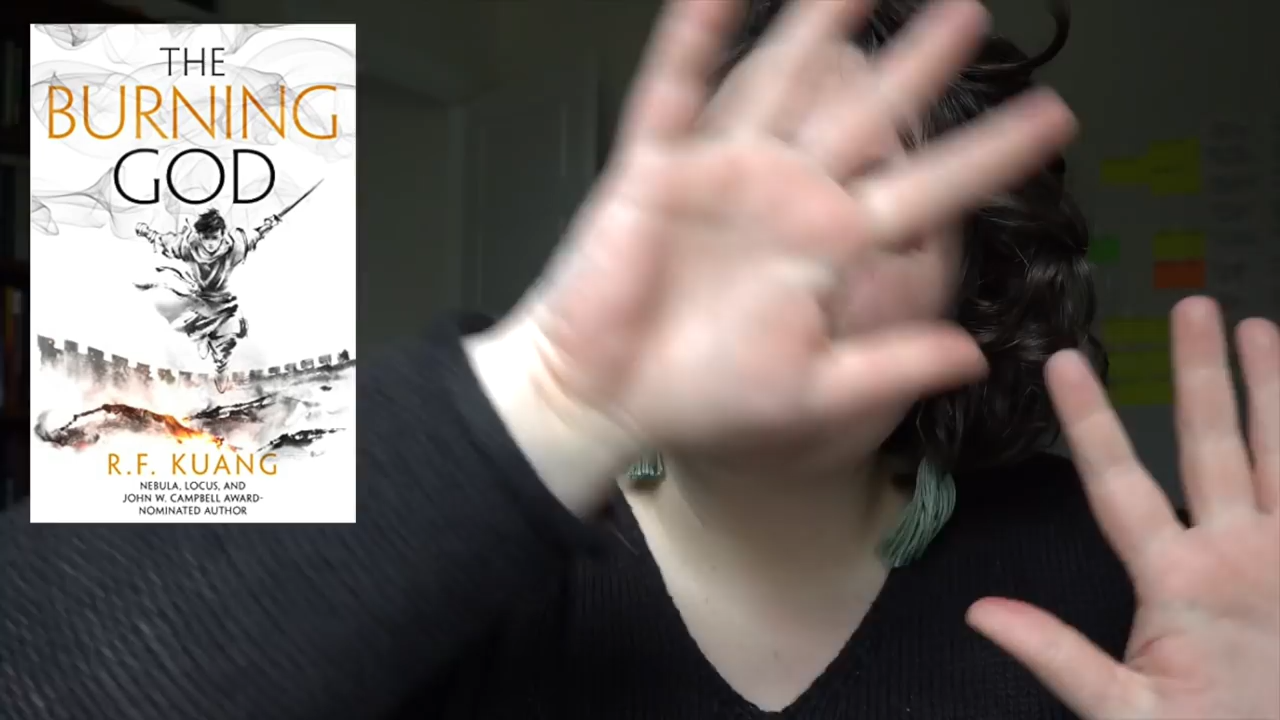 THE
BURNING
GOD
R.F. KUANG
NEBULA, LOCUS, AND
JOHN W. CAMPBELL AWARD-
NOMINATED AUTHOR